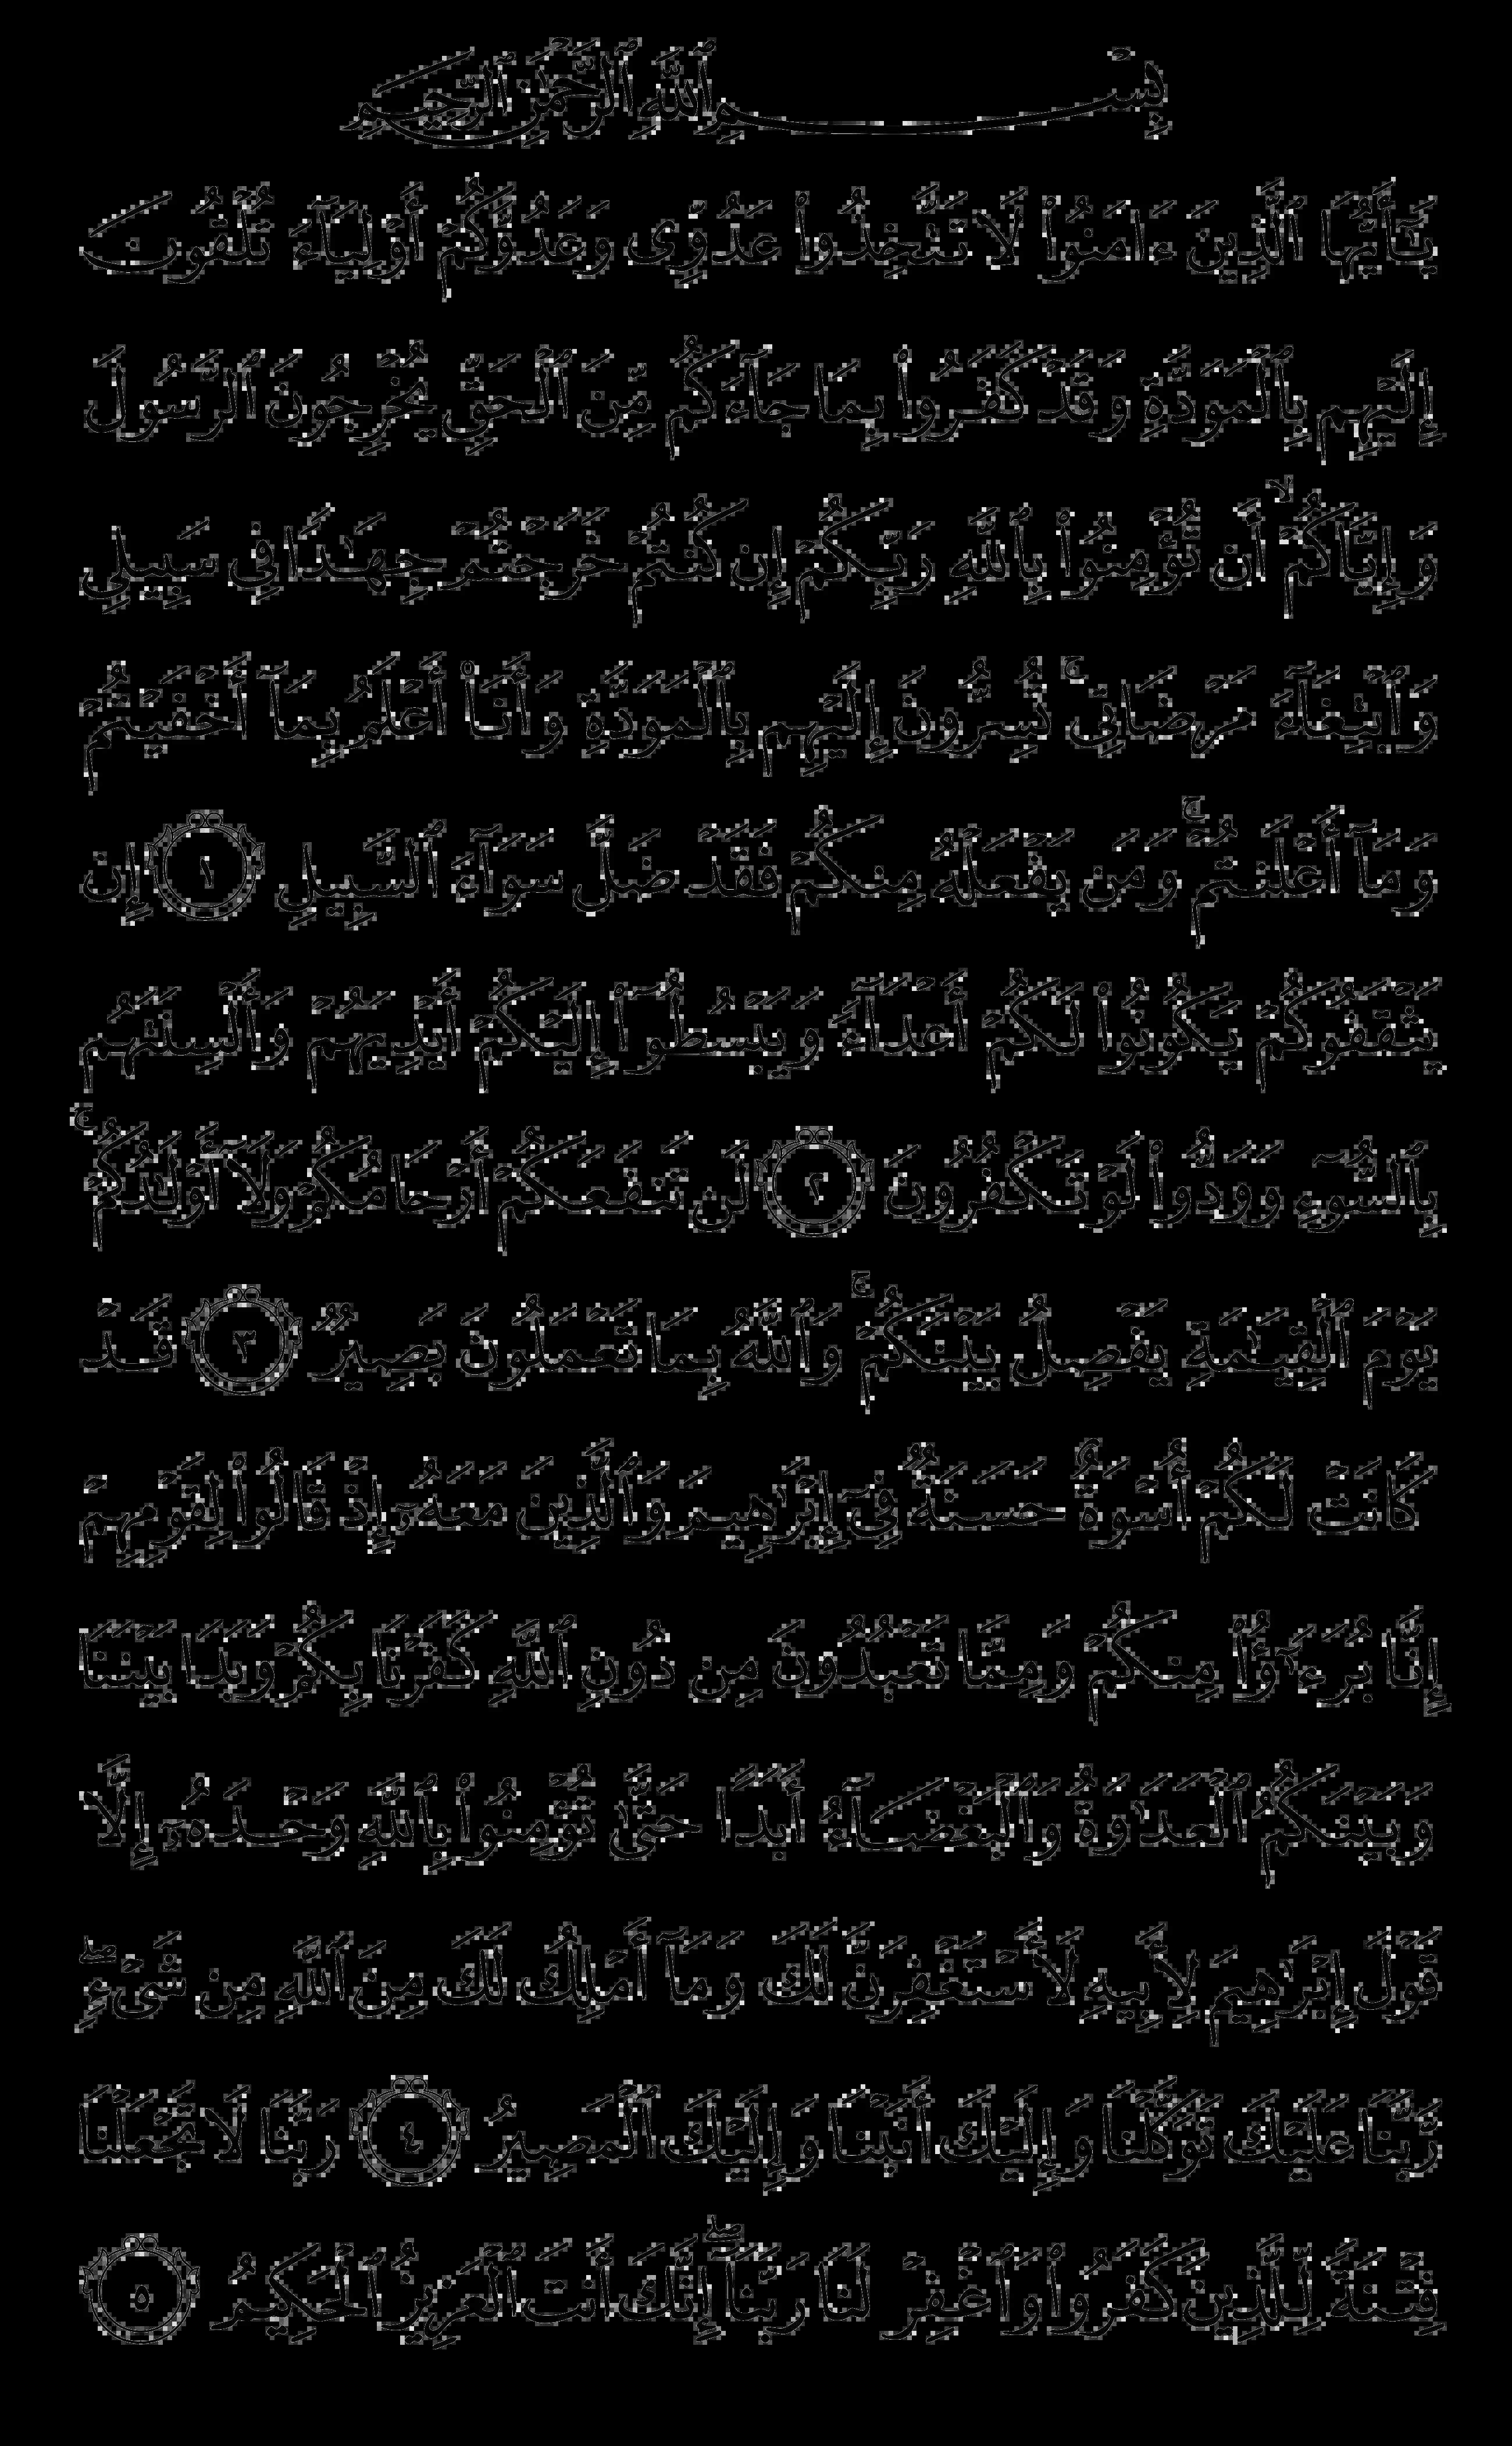 بِسْمِ ٱللَّهِ ٱلرَّحْمَٰنِ ٱلرَّحِيمِ
يَٰٓأَيُّهَا ٱلَّذِينَ ءَامَنُوا۟ لَا تَتَّخِذُوا۟ عَدُوِّى وَعَدُوَّكُمْ أَوْلِيَآءَ تُلْقُونَ
إِلَيْهِم بِٱلْمَوَدَّةِ وَقَدْ كَفَرُوا۟ بِمَا جَآءَكُم مِّنَ ٱلْحَقِّ يُخْرِجُونَ ٱلرَّسُولَ
وَإِيَّاكُمْ ۙ أَن تُؤْمِنُوا۟ بِٱللَّهِ رَبِّكُمْ إِن كُنتُمْ خَرَجْتُمْ جِهَٰدًا فِى سَبِيلِى
وَٱبْتِغَآءَ مَرْضَاتِى ۚ تُسِرُّونَ إِلَيْهِم بِٱلْمَوَدَّةِ وَأَنَا۠ أَعْلَمُ بِمَآ أَخْفَيْتُمْ
وَمَآ أَعْلَنتُمْ ۚ وَمَن يَفْعَلْهُ مِنكُمْ فَقَدْ ضَلَّ سَوَآءَ ٱلسَّبِيلِ ١ إِن
يَثْقَفُوكُمْ يَكُونُوا۟ لَكُمْ أَعْدَآءً وَيَبْسُطُوٓا۟ إِلَيْكُمْ أَيْدِيَهُمْ وَأَلْسِنَتَهُم
بِٱلسُّوٓءِ وَوَدُّوا۟ لَوْ تَكْفُرُونَ ٢ لَن تَنفَعَكُمْ أَرْحَامُكُمْ وَلَآ أَوْلَٰدُكُمْ ۚ
يَوْمَ ٱلْقِيَٰمَةِ يَفْصِلُ بَيْنَكُمْ ۚ وَٱللَّهُ بِمَا تَعْمَلُونَ بَصِيرٌ ٣ قَدْ
كَانَتْ لَكُمْ أُسْوَةٌ حَسَنَةٌ فِىٓ إِبْرَٰهِيمَ وَٱلَّذِينَ مَعَهُۥٓ إِذْ قَالُوا۟ لِقَوْمِهِمْ
إِنَّا بُرَءَٰٓؤُا۟ مِنكُمْ وَمِمَّا تَعْبُدُونَ مِن دُونِ ٱللَّهِ كَفَرْنَا بِكُمْ وَبَدَا بَيْنَنَا
وَبَيْنَكُمُ ٱلْعَدَٰوَةُ وَٱلْبَغْضَآءُ أَبَدًا حَتَّىٰ تُؤْمِنُوا۟ بِٱللَّهِ وَحْدَهُۥٓ إِلَّا
قَوْلَ إِبْرَٰهِيمَ لِأَبِيهِ لَأَسْتَغْفِرَنَّ لَكَ وَمَآ أَمْلِكُ لَكَ مِنَ ٱللَّهِ مِن شَىْءٍ ۖ
رَّبَّنَا عَلَيْكَ تَوَكَّلْنَا وَإِلَيْكَ أَنَبْنَا وَإِلَيْكَ ٱلْمَصِيرُ ٤ رَبَّنَا لَا تَجْعَلْنَا
فِتْنَةً لِّلَّذِينَ كَفَرُوا۟ وَٱغْفِرْ لَنَا رَبَّنَآ ۖ إِنَّكَ أَنتَ ٱلْعَزِيزُ ٱلْحَكِيمُ ٥